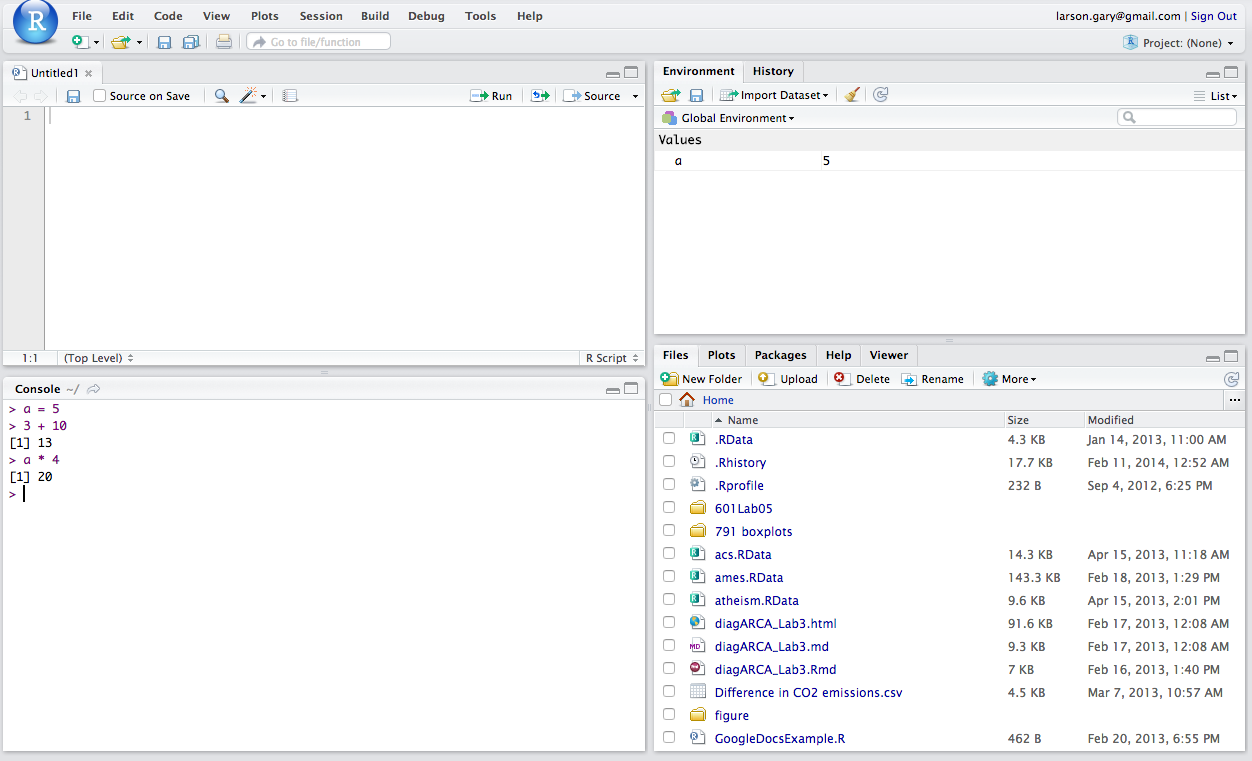 R
File Edit Code View Plots Session Build Debug Tools Help
larson.gary@gmail.com | Sign Out
Go to file/function
R Project: (None)
Untitled1
Source on Save
Run
Source
1
1:1 (Top Level)
R Script
Console ~/
> a = 5
> 3 + 10
[1] 13
> a * 4
[1] 20
>
Environment History
Import Dataset
List
Global Environment
Values
a 5
Files Plots Packages Help Viewer
New Folder Upload Delete Rename More
Home ...
Name Size Modified
.RData 4.3 KB Jan 14, 2013, 11:00 AM
.Rhistory 17.7 KB Feb 11, 2014, 12:52 AM
.Rprofile 232 B Sep 4, 2012, 6:25 PM
601Lab05
791 boxplots
acs.RData 14.3 KB Apr 15, 2013, 11:18 AM
ames.RData 143.3 KB Feb 18, 2013, 1:29 PM
atheism.RData 9.6 KB Apr 15, 2013, 2:01 PM
diagARCA_Lab3.html 91.6 KB Feb 17, 2013, 12:08 AM
MD diagARCA_Lab3.md 9.3 KB Feb 17, 2013, 12:08 AM
diagARCA_Lab3.Rmd 7 KB Feb 16, 2013, 1:40 PM
Difference in CO2 emissions.csv 4.5 KB Mar 7, 2013, 10:57 AM
figure
GoogleDocsExample.R 462 B Feb 20, 2013, 6:55 PM